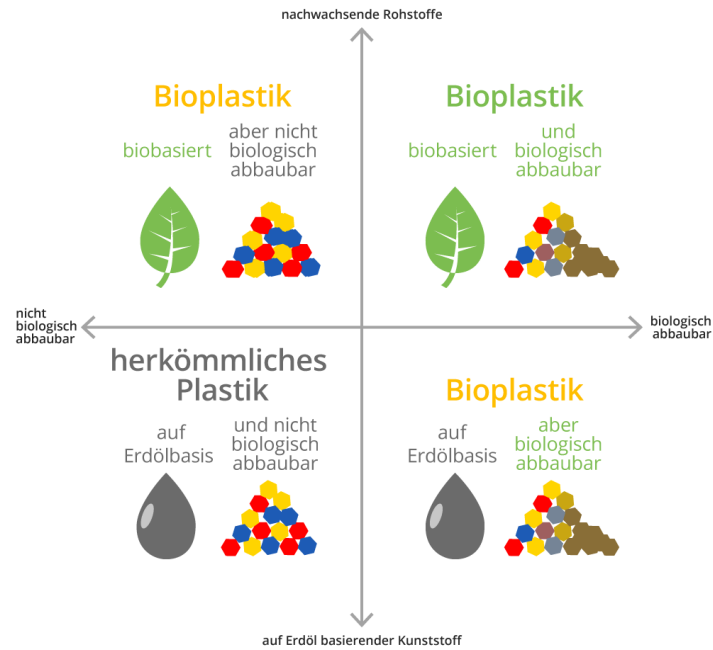 nachwachsende Rohstoffe
Bioplastik
biobasiert
aber nicht
biologisch
abbaubar
Bioplastik
biobasiert
und
biologisch
abbaubar
nicht
biologisch
abbaubar
biologisch
abbaubar
herkömmliches
Plastik
auf
Erdölbasis
und nicht
biologisch
abbaubar
Bioplastik
auf
Erdölbasis
aber
biologisch
abbaubar
auf Erdöl basierender Kunststoff